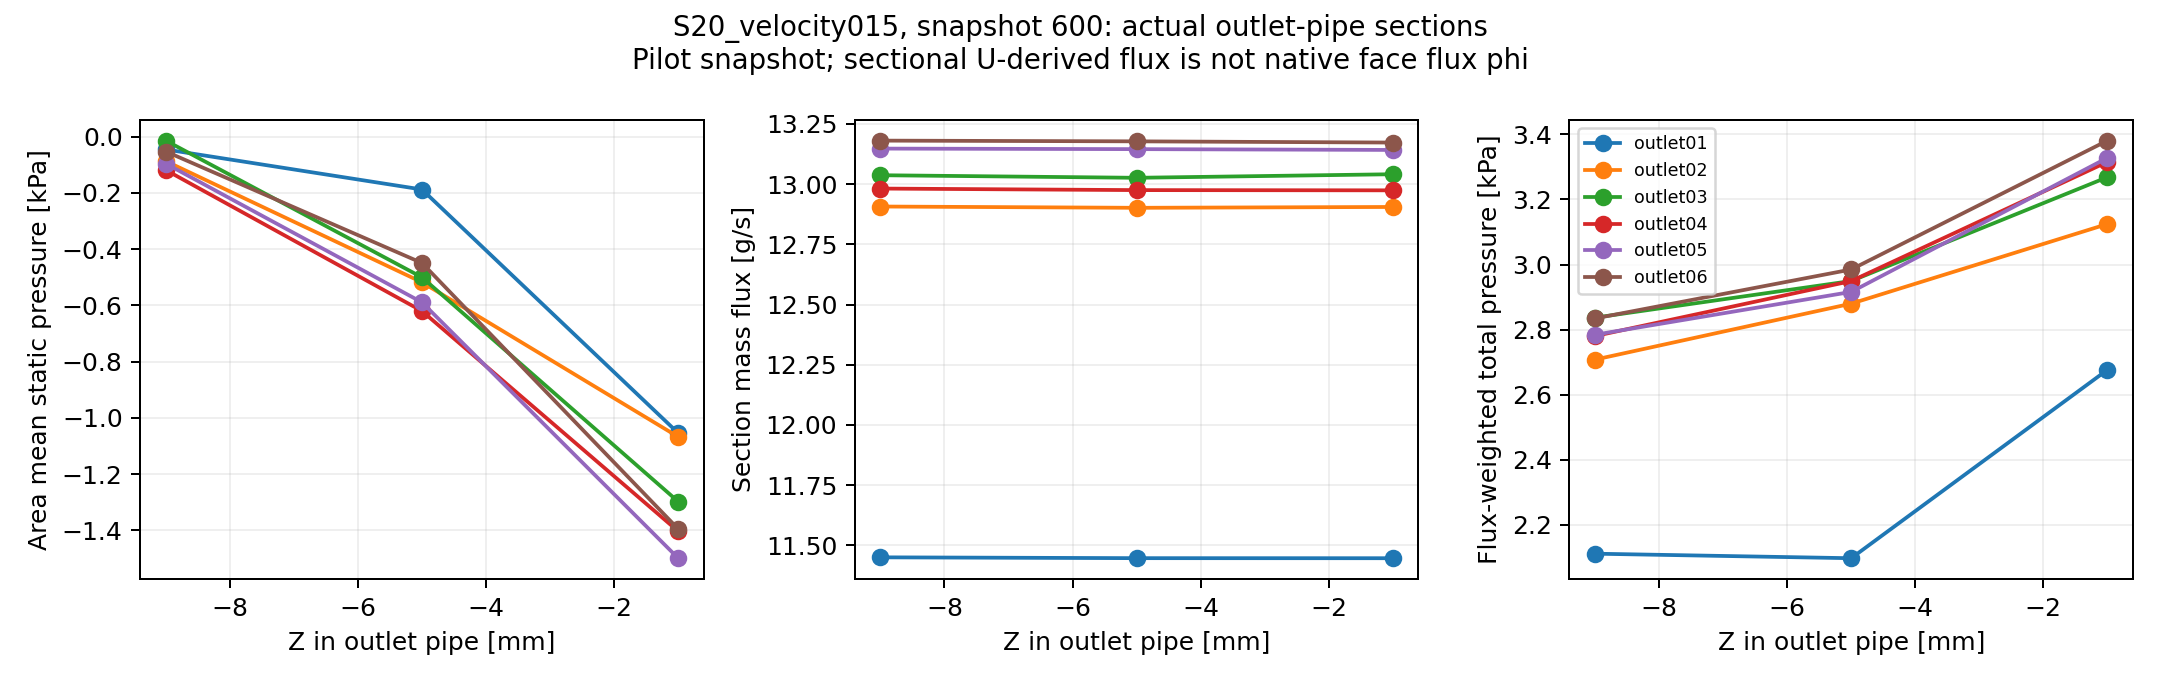 S20_velocity015, snapshot 600: actual outlet-pipe sections
Pilot snapshot; sectional U-derived flux is not native face flux phi
Area mean static pressure [kPa]
0.0
−0.2
−0.4
−0.6
−0.8
−1.0
−1.2
−1.4
−8
−6
−4
−2
Z in outlet pipe [mm]
Section mass flux [g/s]
13.25
13.00
12.75
12.50
12.25
12.00
11.75
11.50
−8
−6
−4
−2
Z in outlet pipe [mm]
Flux-weighted total pressure [kPa]
3.4
3.2
3.0
2.8
2.6
2.4
2.2
outlet01
outlet02
outlet03
outlet04
outlet05
outlet06
−8
−6
−4
−2
Z in outlet pipe [mm]